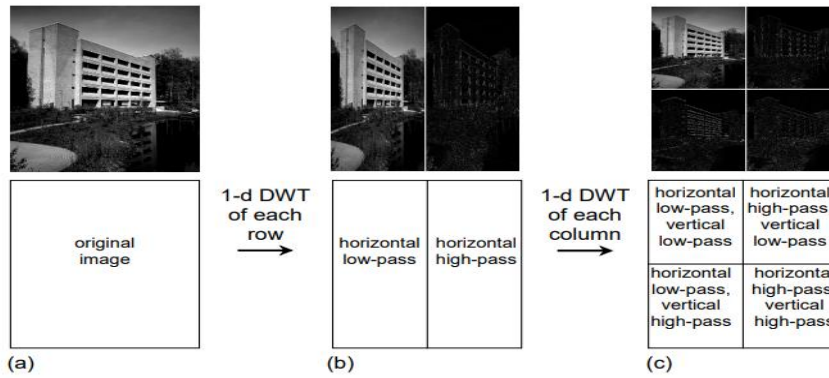 original
image
1-d DWT
of each
row
horizontal
low-pass
horizontal
high-pass
1-d DWT
of each
column
horizontal
low-pass,
vertical
low-pass
horizontal
high-pass
vertical
low-pass
horizontal
low-pass,
vertical
high-pass
horizontal
high-pass
vertical
high-pass
(a)
(b)
(c)